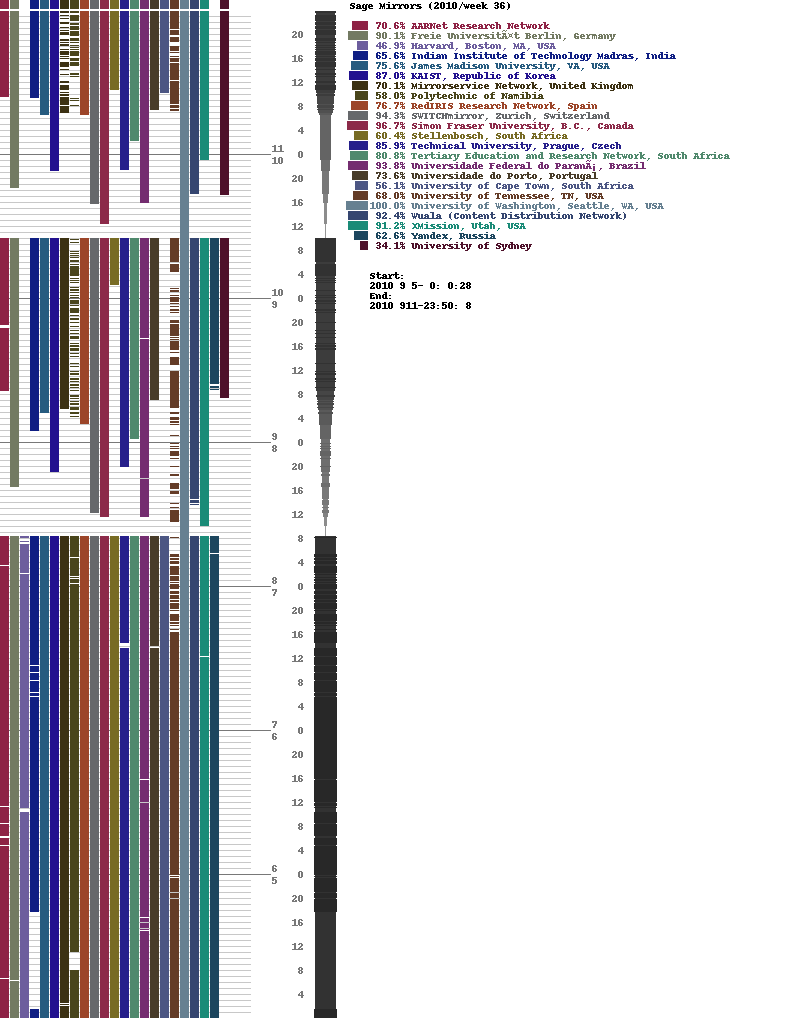 Sage Mirrors (2010/week 36)
70.6% AARNet Research Network
90.1% Freie UniversitÃ¤t Berlin, Germany
46.9% Harvard, Boston, MA, USA
65.6% Indian Institute of Technology Madras, India
75.6% James Madison University, VA, USA
87.0% KAIST, Republic of Korea
70.1% Mirrorservice Network, United Kingdom
58.0% Polytechnic of Namibia
76.7% RedIRIS Research Network, Spain
94.3% SWITCHmirror, Zurich, Switzerland
96.7% Simon Fraser University, B.C., Canada
60.4% Stellenbosch, South Africa
85.9% Technical University, Prague, Czech
80.8% Tertiary Education and Research Network, South Africa
93.8% Universidade Federal do ParanÃ¡, Brazil
73.6% Universidade do Porto, Portugal
56.1% University of Cape Town, South Africa
68.0% University of Tennessee, TN, USA
100.0% University of Washington, Seattle, WA, USA
92.4% Wuala (Content Distribution Network)
91.2% XMission, Utah, USA
62.6% Yandex, Russia
34.1% University of Sydney
Start:
2010 9 5- 0: 0:28
End:
2010 911-23:50: 8
20
16
12
8
4
11
0
10
20
16
12
8
4
10
0
9
20
16
12
8
4
9
0
8
20
16
12
8
4
8
0
7
20
16
12
8
4
7
0
6
20
16
12
8
4
6
0
5
20
16
12
8
4